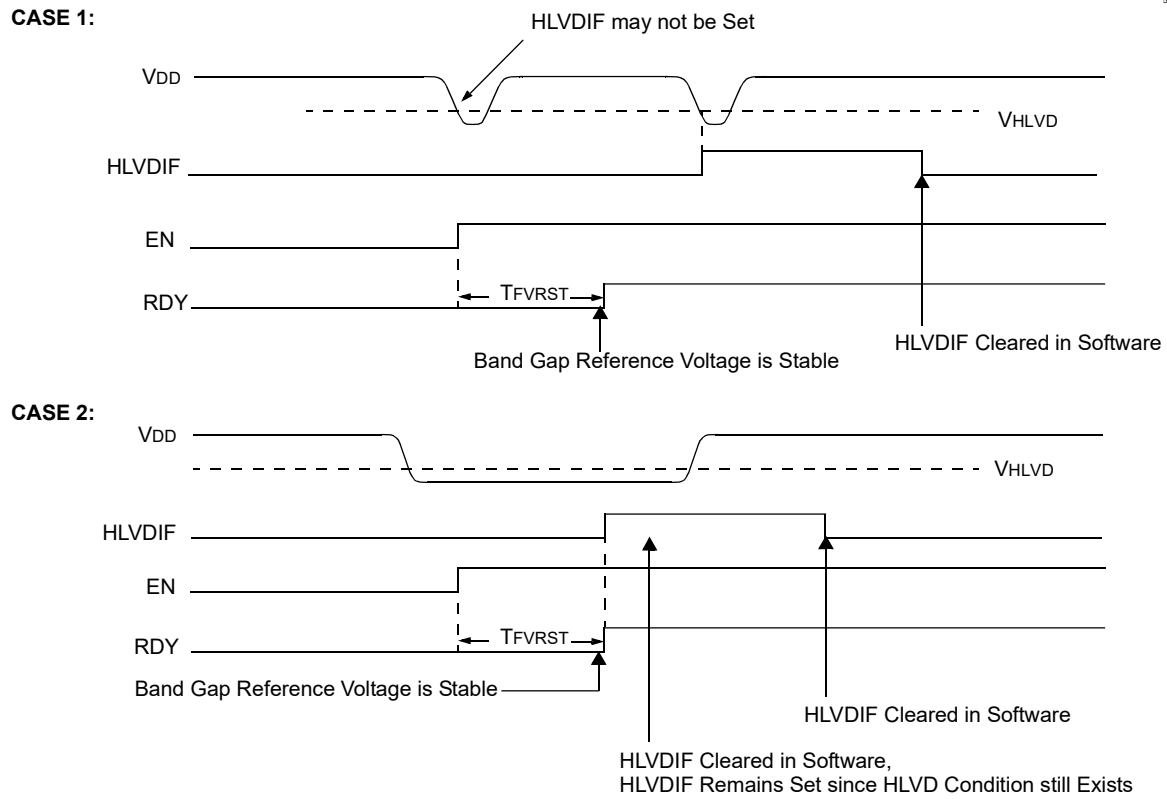 CASE 1:
HLVDIF may not be Set
VDD
VHLVD
HLVDIF
EN
TFVRST
RDY
HLVDIF Cleared in Software
Band Gap Reference Voltage is Stable
CASE 2:
VDD
VHLVD
HLVDIF
EN
TFVRST
RDY
Band Gap Reference Voltage is Stable
HLVDIF Cleared in Software
HLVDIF Cleared in Software,
HLVDIF Remains Set since HLVD Condition still Exists